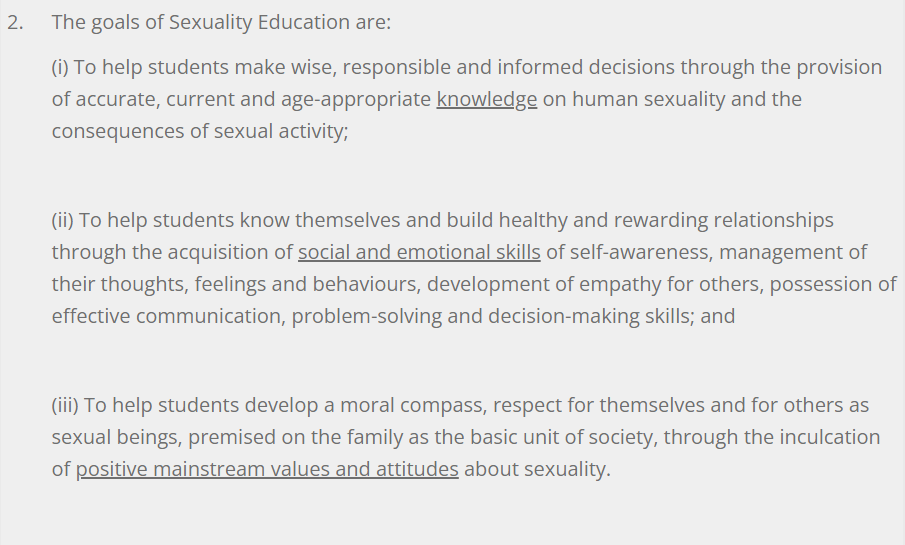 2. The goals of Sexuality Education are:
(i) To help students make wise, responsible and informed decisions through the provision
of accurate, current and age-appropriate knowledge on human sexuality and the
consequences of sexual activity;
(ii) To help students know themselves and build healthy and rewarding relationships
through the acquisition of social and emotional skills of self-awareness, management of
their thoughts, feelings and behaviours, development of empathy for others, possession of
effective communication, problem-solving and decision-making skills; and
(iii) To help students develop a moral compass, respect for themselves and for others as
sexual beings, premised on the family as the basic unit of society, through the inculcation
of positive mainstream values and attitudes about sexuality.